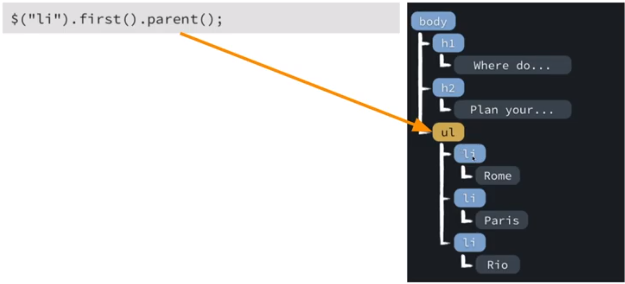 $("li").first().parent();
body
h1
Where do...
h2
Plan your...
ul
li
Rome
li
Paris
li
Rio